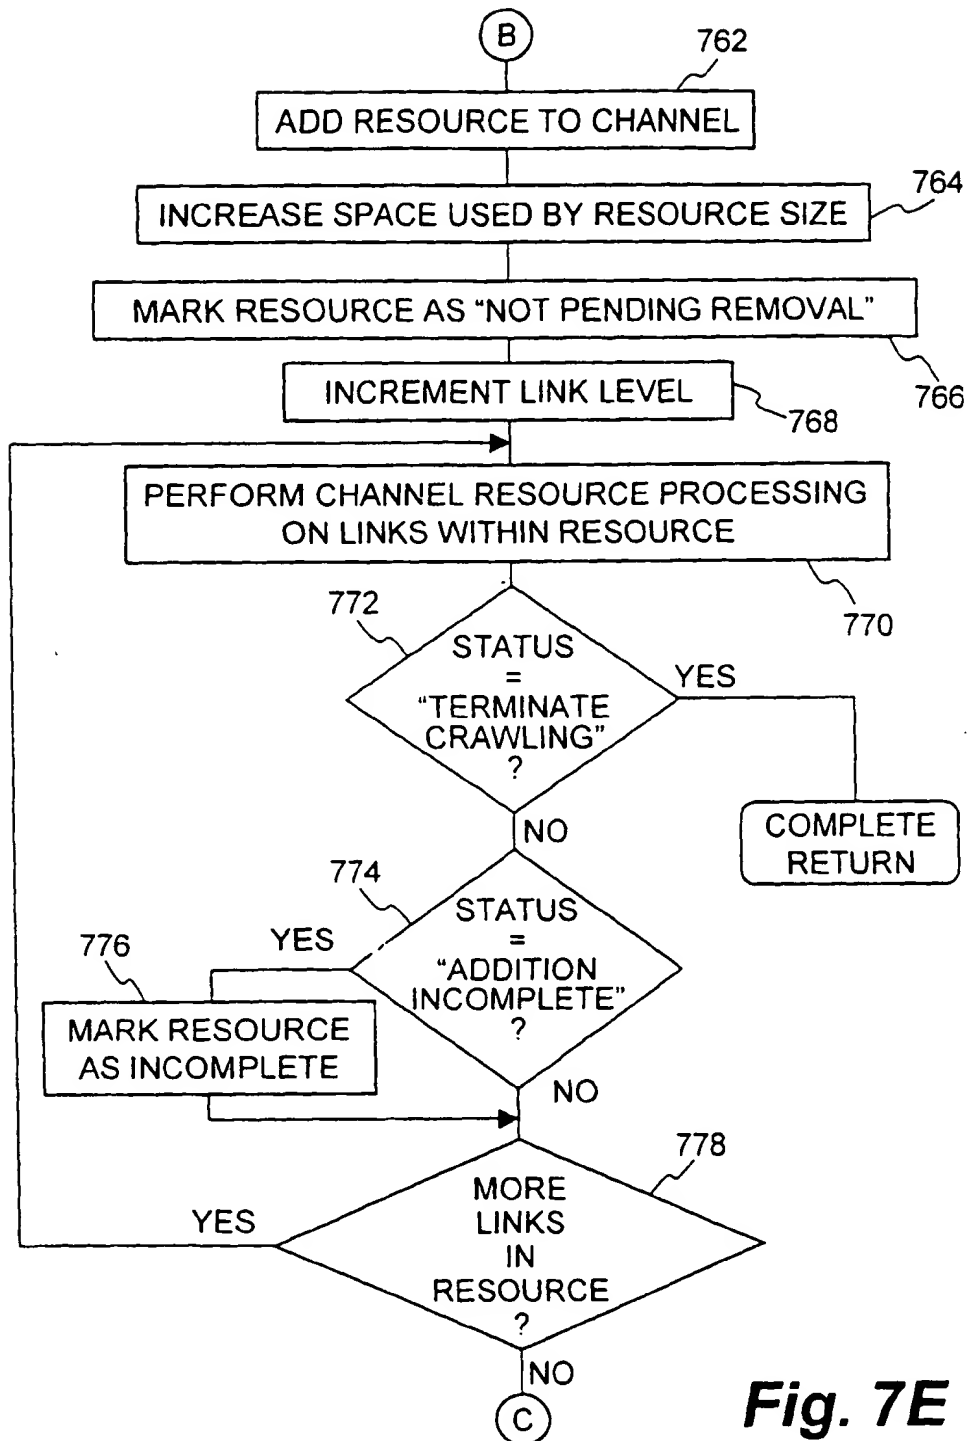 B
762
ADD RESOURCE TO CHANNEL
764
INCREASE SPACE USED BY RESOURCE SIZE
MARK RESOURCE AS “NOT PENDING REMOVAL”
766
INCREMENT LINK LEVEL
768
PERFORM CHANNEL RESOURCE PROCESSING
ON LINKS WITHIN RESOURCE
770
772
STATUS
=
“TERMINATE
CRAWLING”
?
YES
COMPLETE
RETURN
NO
774
STATUS
=
“ADDITION
INCOMPLETE”
?
YES
776
MARK RESOURCE
AS INCOMPLETE
NO
778
MORE
LINKS
IN
RESOURCE
?
YES
NO
C
Fig. 7E